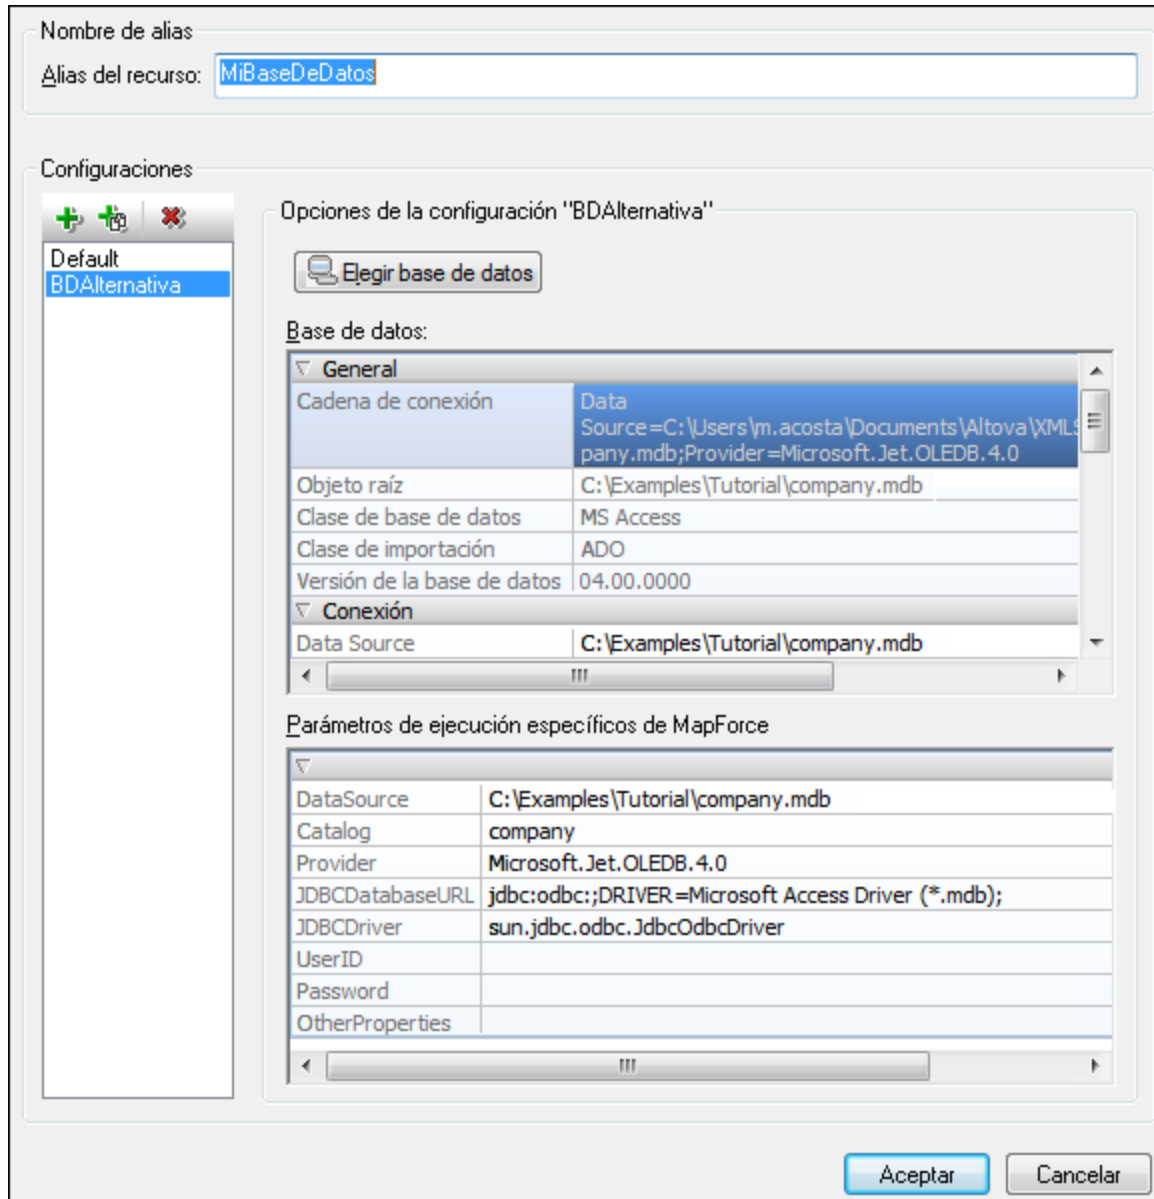 Nombre de alias
Alias del recurso: MiBaseDeDatos
Configuraciones
Opciones de la configuración "BDAlternativa"
Default
BDAlternativa
Elegir base de datos
Base de datos:
General
Cadena de conexión
Data
Source=C:\Users\m.acosta\Documents\Altova\XMLS
pany.mdb;Provider=Microsoft.Jet.OLEDB.4.0
Objeto raíz C:\Examples\Tutorial\company.mdb
Clase de base de datos MS Access
Clase de importación ADO
Versión de la base de datos 04.00.0000
Conexión
Data Source C:\Examples\Tutorial\company.mdb
Parámetros de ejecución específicos de MapForce
DataSource C:\Examples\Tutorial\company.mdb
Catalog company
Provider Microsoft.Jet.OLEDB.4.0
JDBCDatabaseURL jdbc:odbc:;DRIVER=Microsoft Access Driver (*.mdb);
JDBCDriver sun.jdbc.odbc.JdbcOdbcDriver
UserID
Password
OtherProperties
Aceptar Cancelar